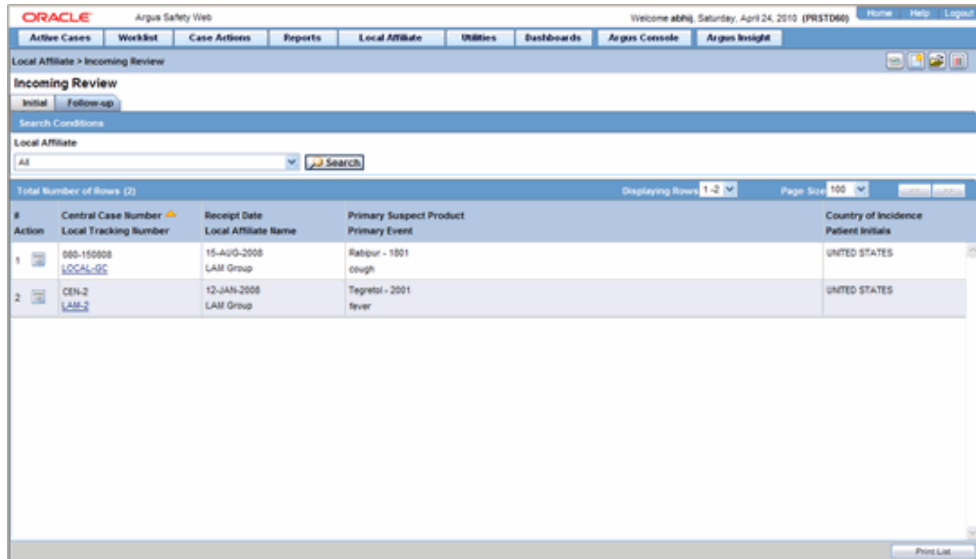 ORACLE Argus Safety Web Welcome abhij, Saturday, April 24, 2010 (PRSTD60) Home Help Logout
Active Cases Worklist Case Actions Reports Local Affiliate Utilities Dashboards Argus Console Argus Insight
Local Affiliate > Incoming Review
Incoming Review
Initial Follow-up
Search Conditions
Local Affiliate
All Search
Total Number of Rows (2) Displaying Rows 1 -2 Page Size 100
# Central Case Number Receipt Date Primary Suspect Product Country of Incidence
Action Local Tracking Number Local Affiliate Name Primary Event Patient Initials
1 080-150808 15-AUG-2008 Rabipur - 1801 UNITED STATES
LOCAL-GC LAM Group cough
2 CEN-2 12-JAN-2008 Tegretol - 2001 UNITED STATES
LAM-2 LAM Group fever
Print List